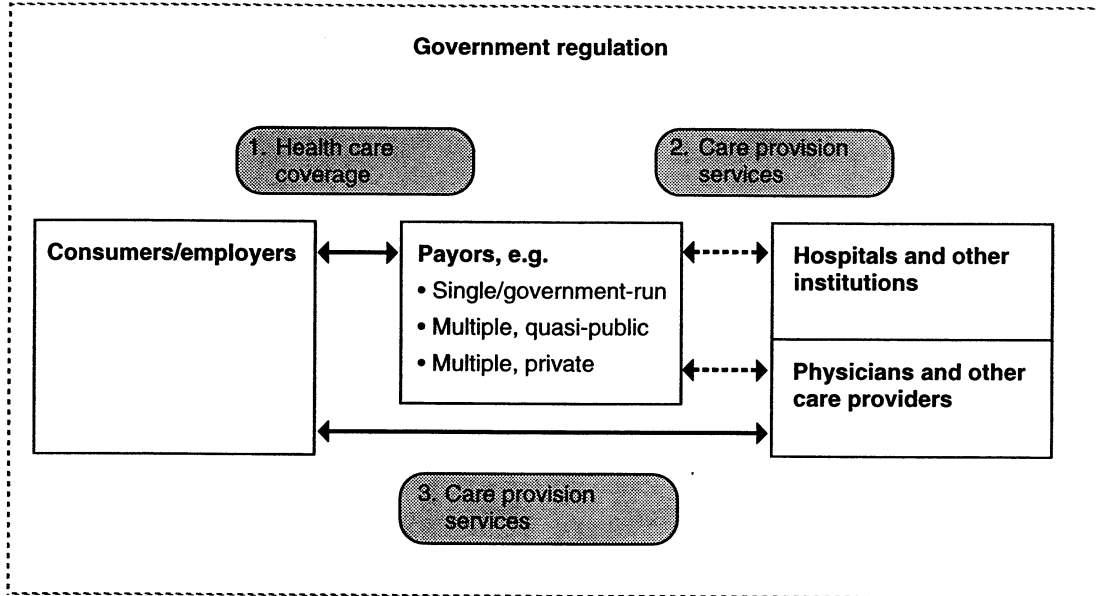 Government regulation
1. Health care
coverage
2. Care provision
services
Consumers/employers
Payors, e.g.
• Single/government-run
• Multiple, quasi-public
• Multiple, private
Hospitals and other
institutions
Physicians and other
care providers
3. Care provision
services